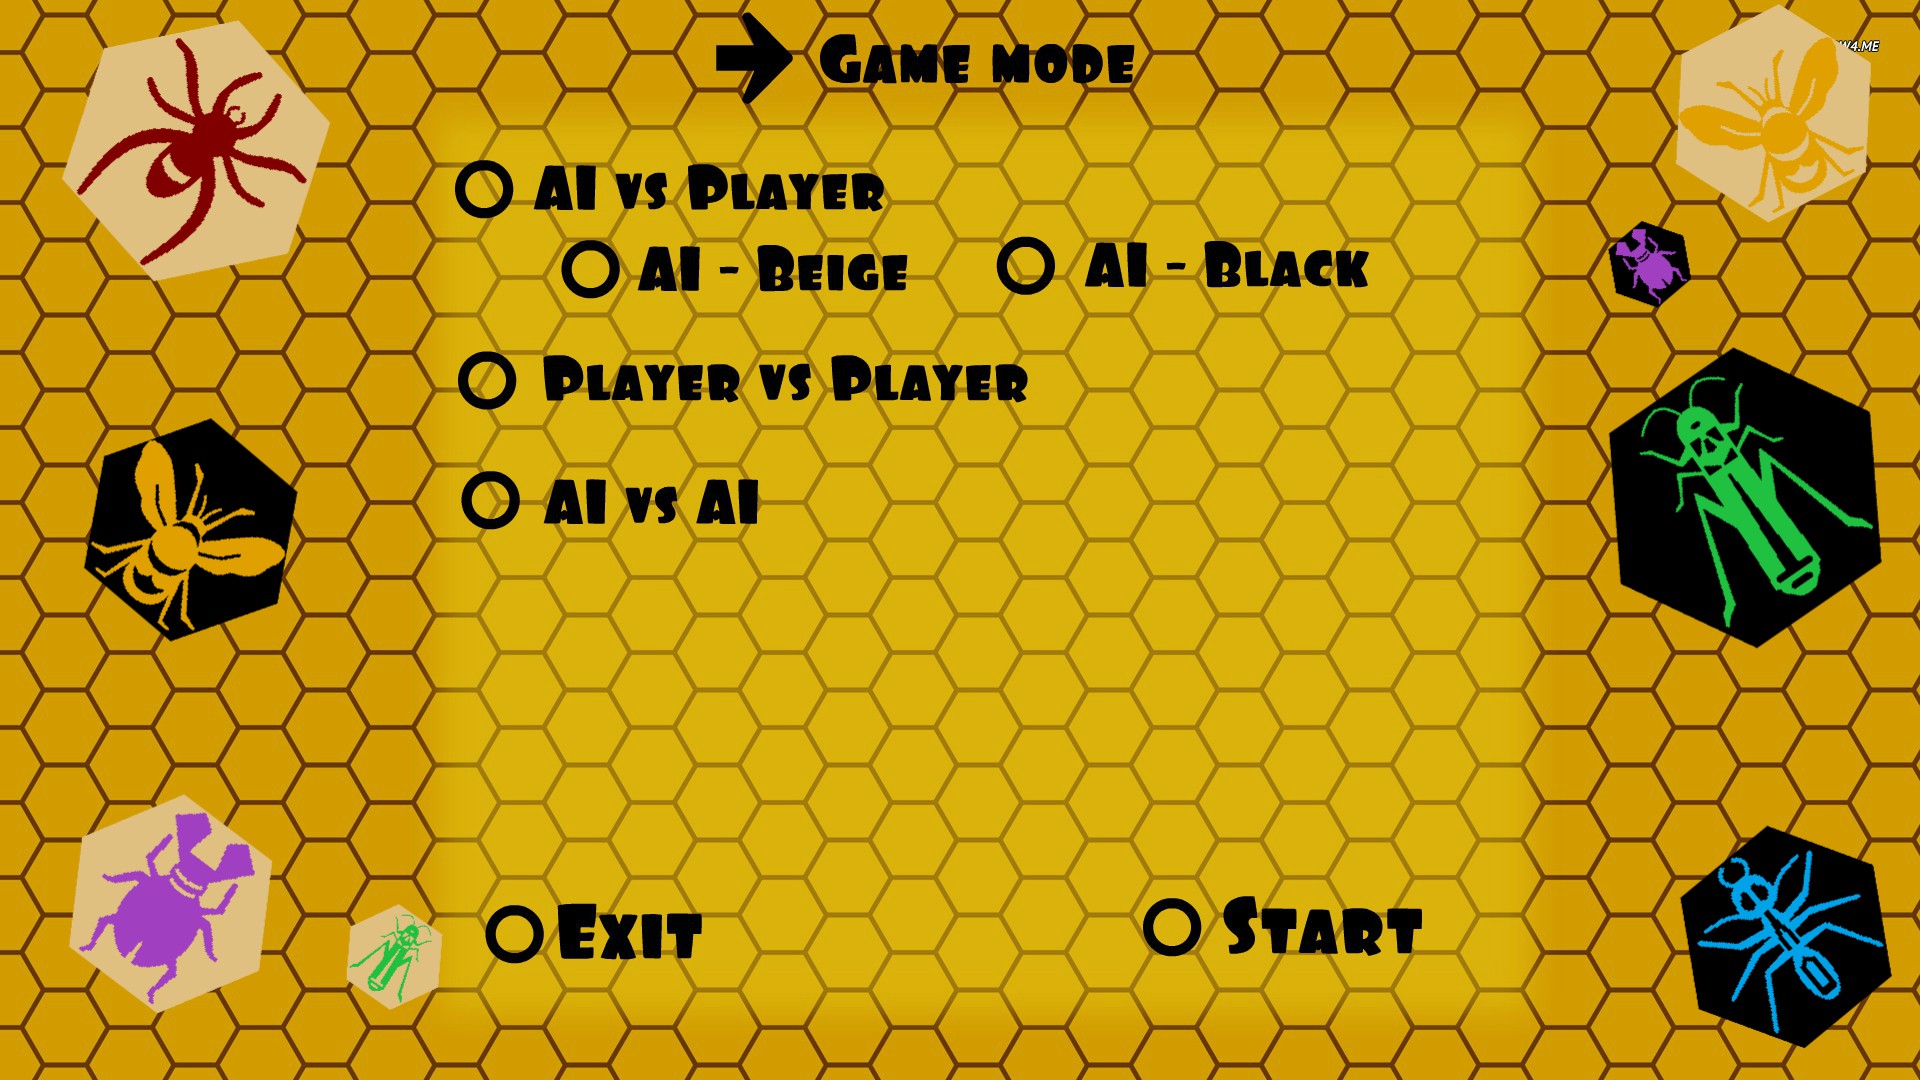 Game mode
AI vs Player
AI - Beige
AI - Black
Player vs Player
AI vs AI
Exit
Start